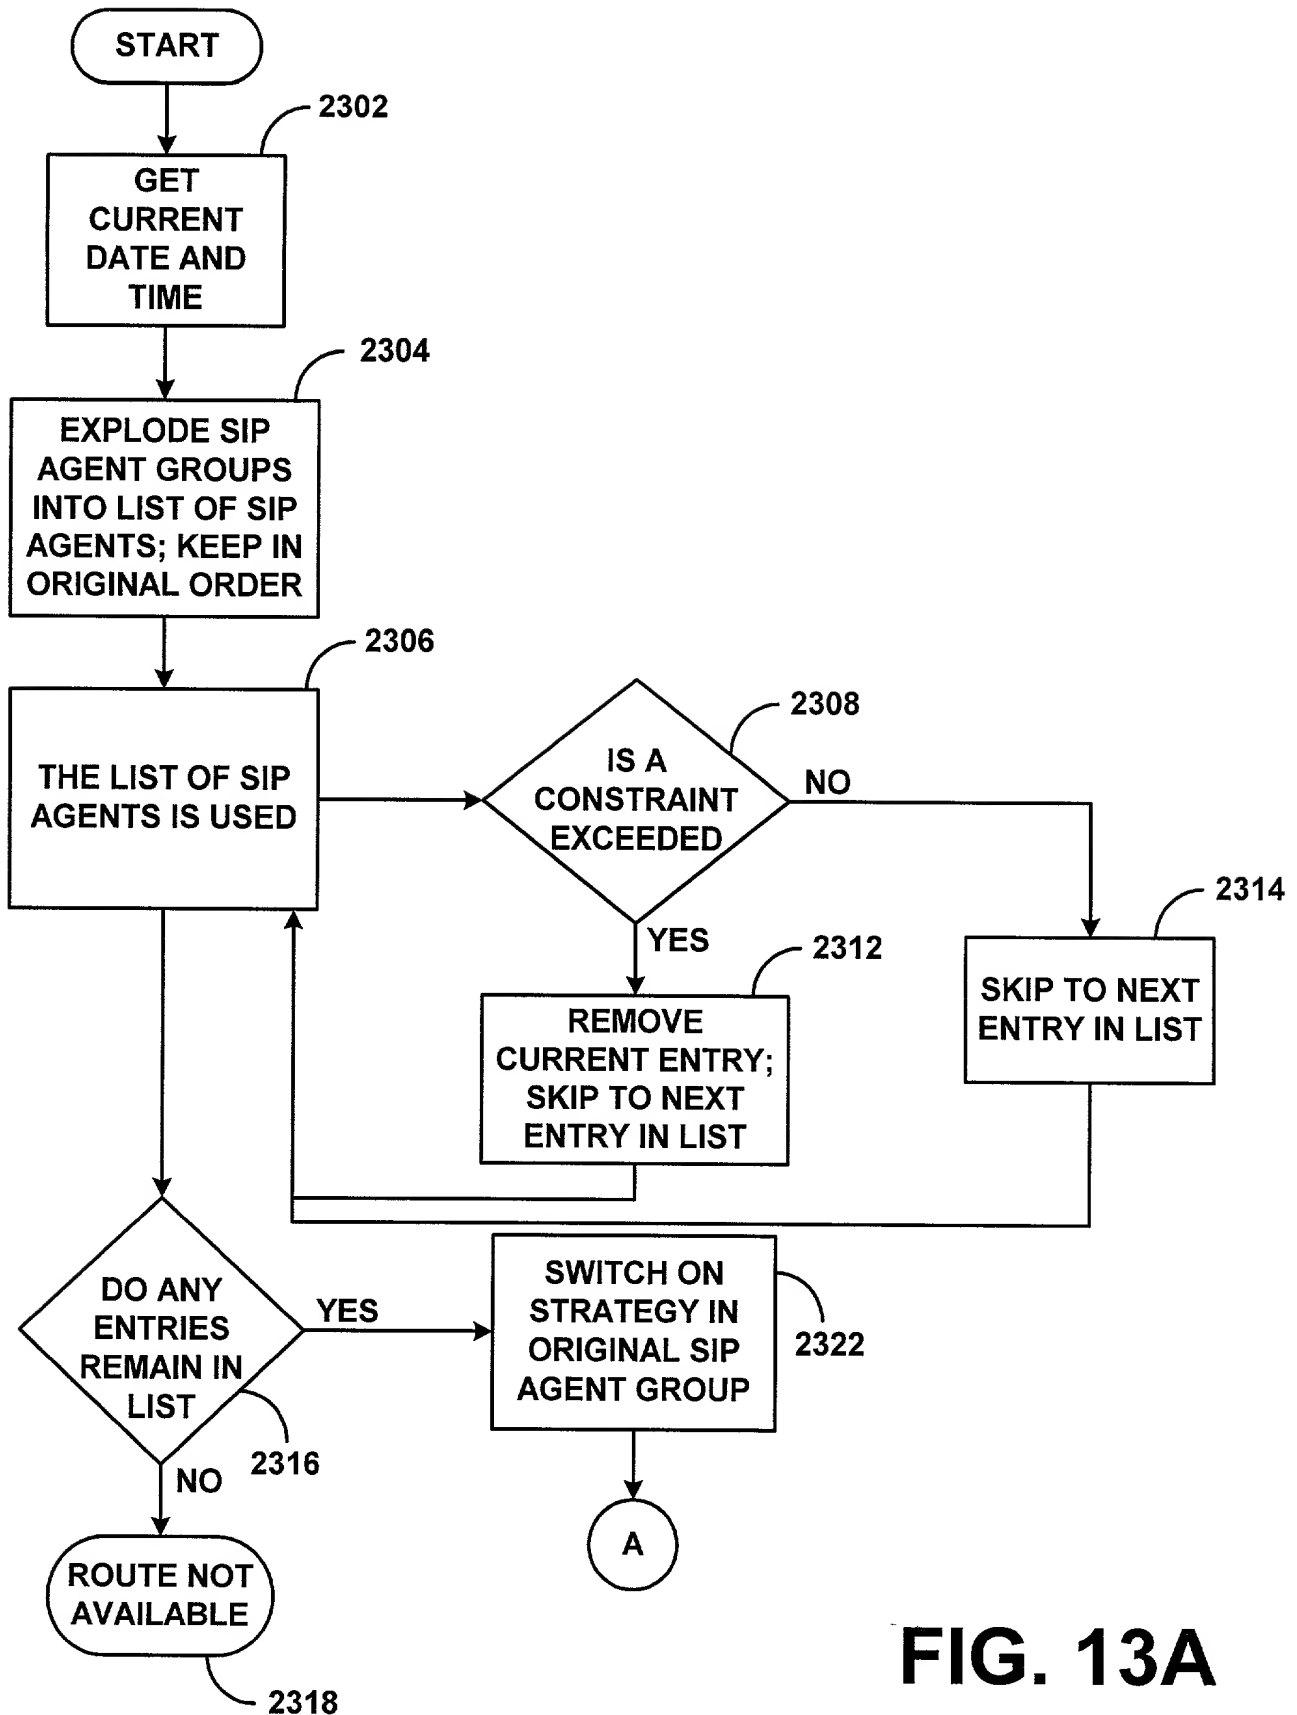 START
2302
GET
CURRENT
DATE AND
TIME
2304
EXPLODE SIP
AGENT GROUPS
INTO LIST OF SIP
AGENTS; KEEP IN
ORIGINAL ORDER
2306
THE LIST OF SIP
AGENTS IS USED
2308
IS A
CONSTRAINT
EXCEEDED
NO
YES
2314
SKIP TO NEXT
ENTRY IN LIST
2312
REMOVE
CURRENT ENTRY;
SKIP TO NEXT
ENTRY IN LIST
DO ANY
ENTRIES
REMAIN IN
LIST
2316
YES
NO
SWITCH ON
STRATEGY IN
ORIGINAL SIP
AGENT GROUP
2322
A
ROUTE NOT
AVAILABLE
2318
FIG. 13A